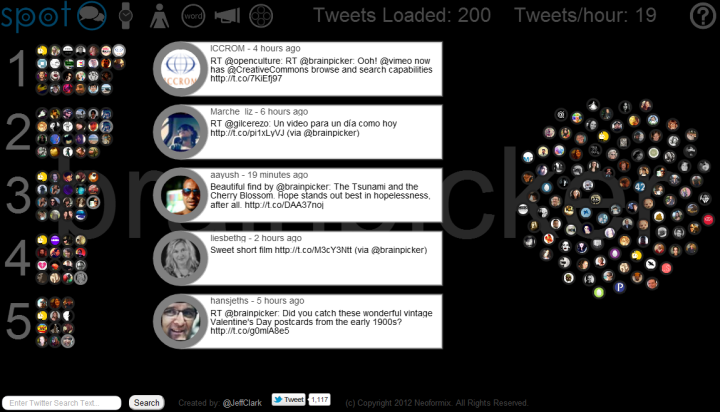 spot
word
Tweets Loaded: 200 Tweets/hour: 19
?
brainpicker
1
ICCROM - 4 hours ago
RT @openculture: RT @brainpicker: Ooh! @vimeo now
has @CreativeCommons browse and search capabilities
http://t.co/7KiEfj97
ICCROM
2
Marche_liz - 6 hours ago
RT @gilcerezo: Un video para un día como hoy
http://t.co/pi1xLyVJ (via @brainpicker)
3
aayush - 19 minutes ago
Beautiful find by @brainpicker: The Tsunami and the
Cherry Blossom. Hope stands out best in hopelessness,
after all. http://t.co/DAA37noj
4
liesbethg - 2 hours ago
Sweet short film http://t.co/M3cY3Ntt (via @brainpicker)
5
hansjeths - 5 hours ago
RT @brainpicker: Did you catch these wonderful vintage
Valentine's Day postcards from the early 1900s?
http://t.co/g0mlA8e5
P
Enter Twitter Search Text... Search Created by: @JeffClark Tweet 1,117 (c) Copyright 2012 Neoformix. All Rights Reserved.